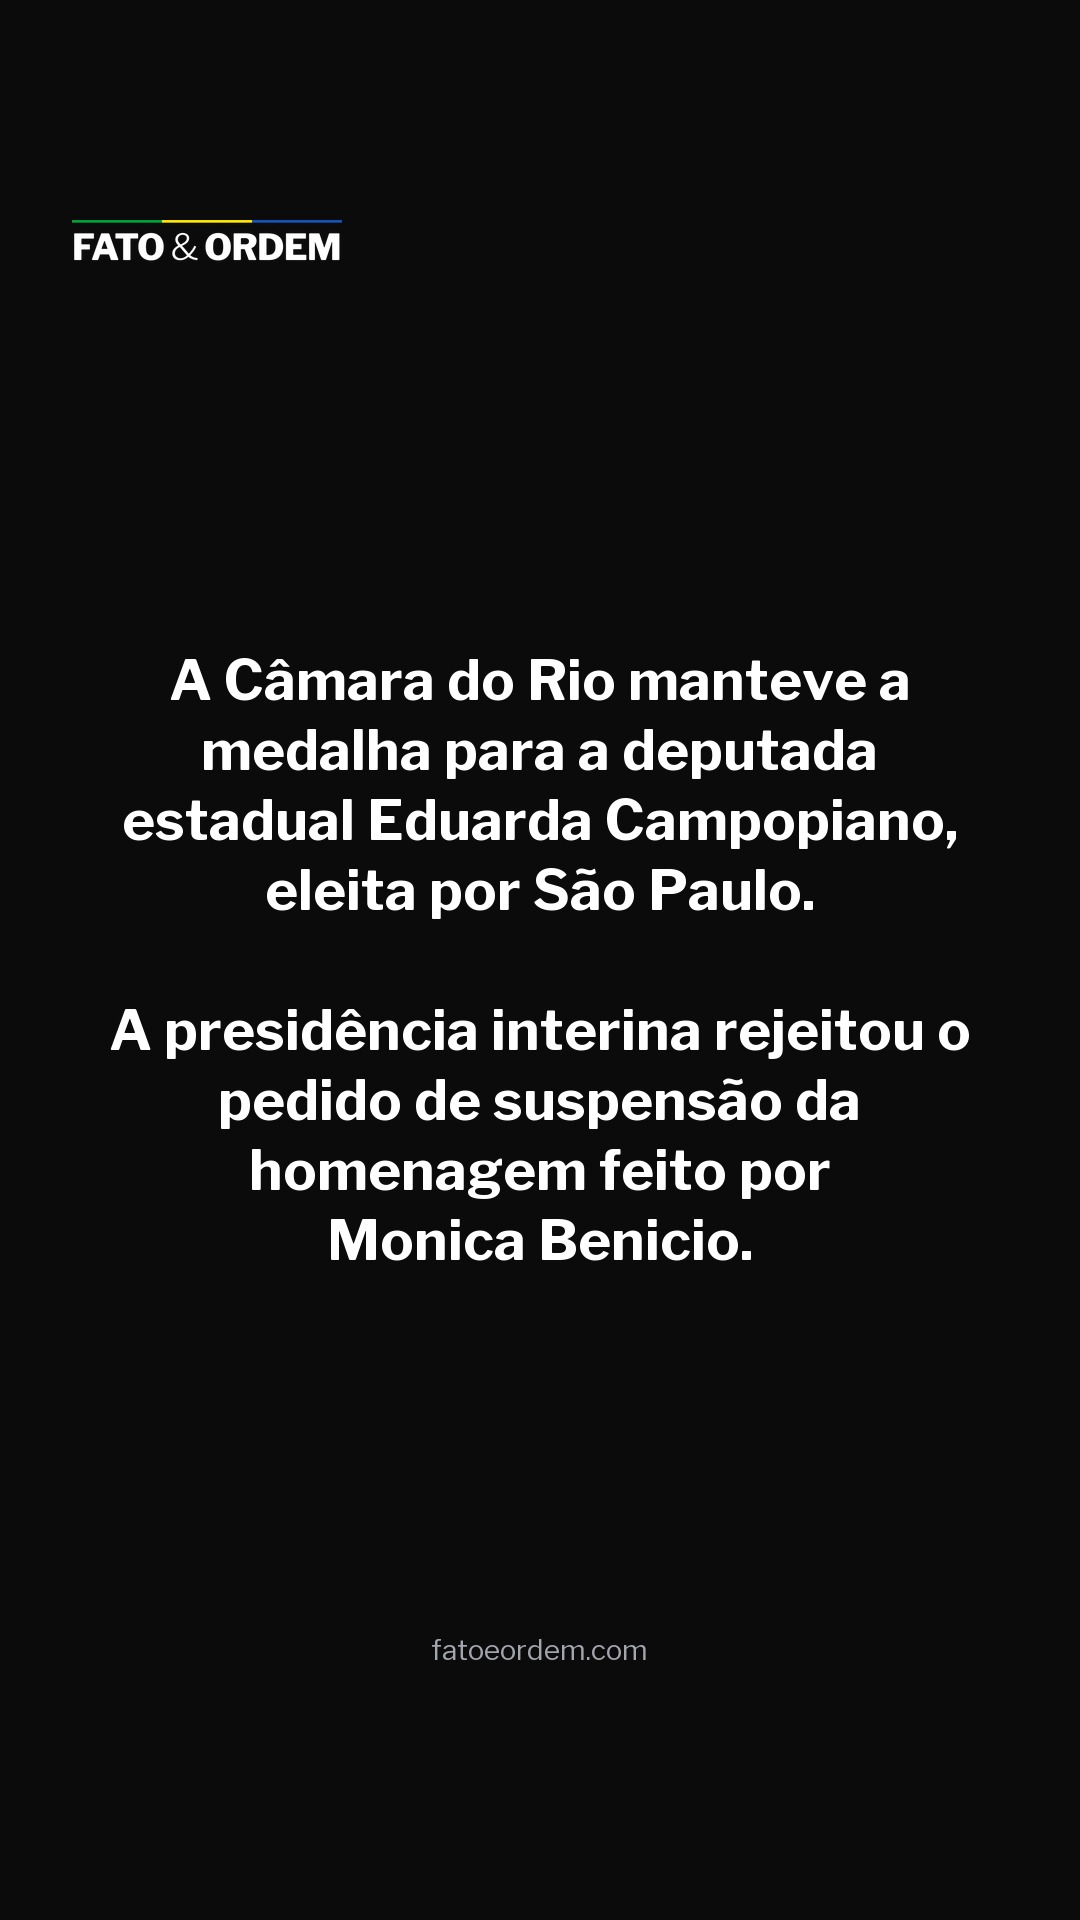 FATO & ORDEM
A Câmara do Rio manteve a
medalha para a deputada
estadual Eduarda Campopiano,
eleita por São Paulo.
A presidência interina rejeitou o
pedido de suspensão da
homenagem feito por
Monica Benicio.
fatoeordem.com